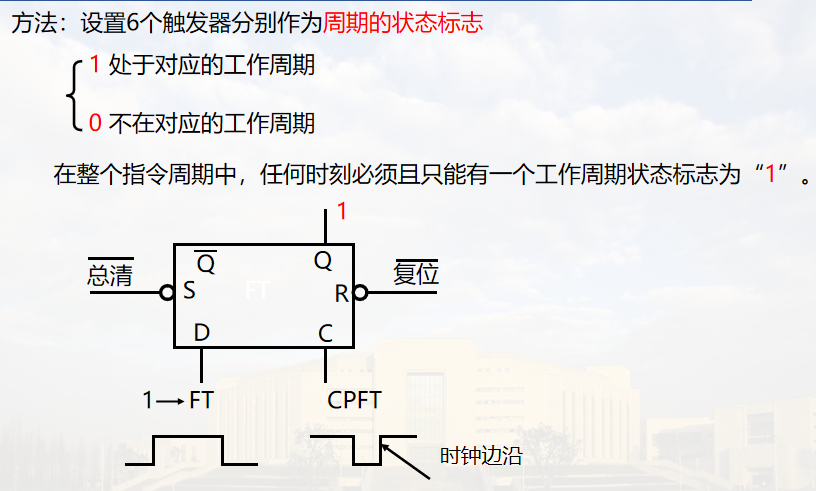 方法：设置6个触发器分别作为周期的状态标志
1 处于对应的工作周期
0 不在对应的工作周期
在整个指令周期中，任何时刻必须且只能有一个工作周期状态标志为“1”。
1
Q Q
总清 S FT R 复位
D C
1→FT CPFT
时钟边沿